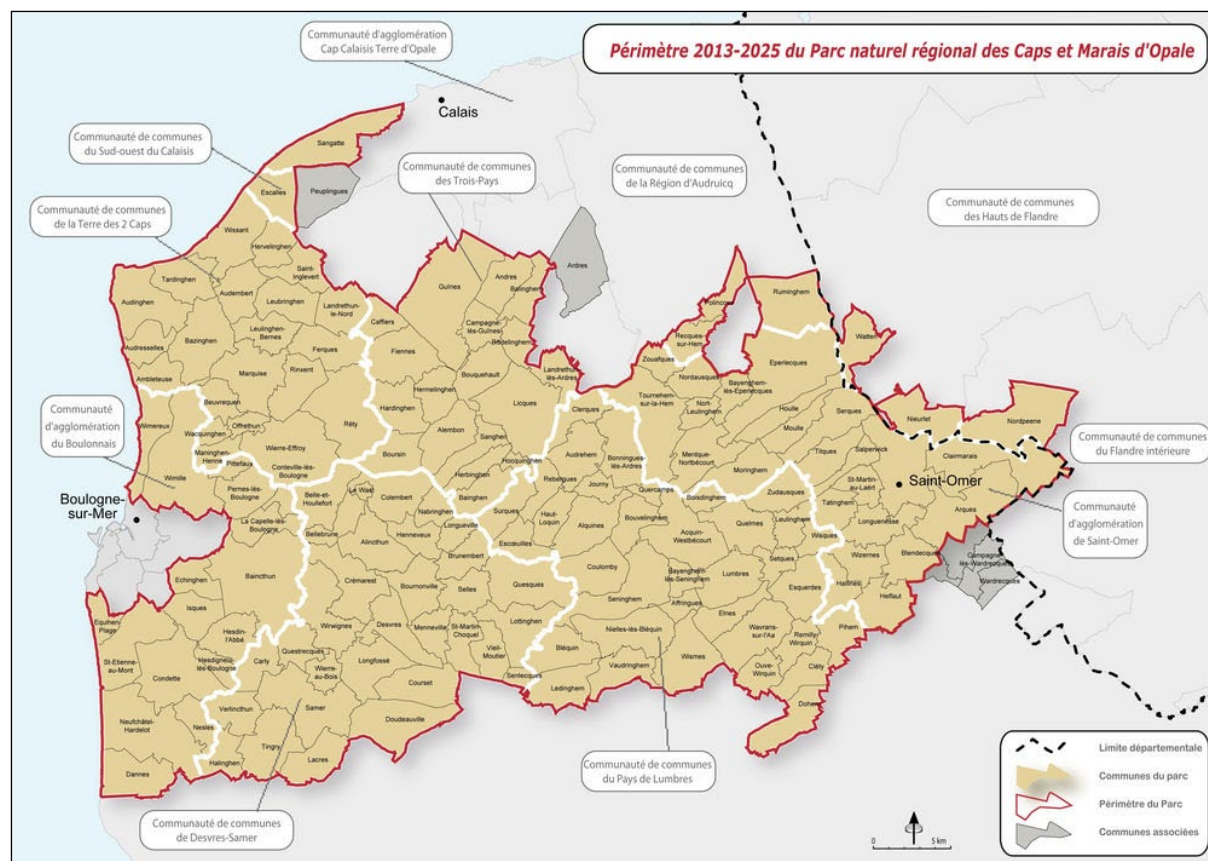 Périmètre 2013-2025 du Parc naturel régional des Caps et Marais d'Opale
Communauté d'agglomération
Cap Calaisis Terre d'Opale
Calais
Communauté de communes
du Sud-ouest du Calaisis
Communauté de communes
des Trois-Pays
Communauté de communes
de la Région d'Audruicq
Communauté de communes
des Hauts de Flandre
Communauté de communes
de la Terre des 2 Caps
Sangatte
Peuplingues
Escalles
Wissant
Hervelinghen
Tardinghen
Saint-
Inglevert
Audinghen
Audembert
Leubringhen
Landrethun-
le-Nord
Caffiers
Guînes
Andres
Balinghem
Ardres
Campagne-
lès-Guînes
Audresselles
Bazinghen
Leulinghen-
Bernes
Ferques
Fiennes
Marquise
Rinxent
Bouquehault
Landrethun-
lès-Ardres
Ambleteuse
Hermelinghen
Licques
Clerques
Beuvrequen
Hardinghen
Polincove
Ruminghem
Recques-
sur-Hem
Zouafques
Nordausques
Watten
Eperlecques
Tournehem-
sur-la-Hem
Bayenghem-
lès-Eperlecques
Nort-
Leulinghem
Houlle
Moulle
Serques
Nieurlet
Nordpeene
Clairmarais
Communauté
d'agglomération
du Boulonnais
Wimereux
Wacquinghen
Offrethun
Réty
Alembon
Sanghen
Audrehem
Bonningues-
lès-Ardres
Mentque-
Nortbécourt
Moringhem
Tilques
Salperwick
Communauté de communes
du Flandre intérieure
Maninghen-
Henne
Pittefaux
Wierre-Effroy
Conteville-lès-
Boulogne
Boursin
Herbinghen
Hocquinghen
Rebergues
Journy
Wimille
Pernes-lès-
Boulogne
Belle-et-
Houllefort
Le Wast
Colembert
Bainghen
Surques
Haut-
Loquin
Quercamps
Boisdinghem
Zudausques
Tatinghem
St-Martin-
au-Laërt
Saint-Omer
Arques
Boulogne-
sur-Mer
La Capelle-lès-
Boulogne
Bellebrune
Alincthun
Nabringhen
Longueville
Henneveux
Brunembert
Escœuilles
Alquines
Bouvelinghem
Acquin-
Westbécourt
Quelmes
Leulinghem
Longuenesse
Wisques
Wizernes
Blendecques
Communauté
d'agglomération
de Saint-Omer
Campagne-
lès-Wardrecques
Wardrecques
Echinghen
Baincthun
Crémarest
Bournonville
Selles
Quesques
Coulomby
Bayenghem-
lès-Seninghem
Lumbres
Setques
Esquerdes
Hallines
Helfaut
Isques
Equihen-
Plage
Hesdin-
l'Abbé
Wirwignes
Desvres
Menneville
St-Martin-
Choquel
Lottinghen
Seninghem
Affringues
Elnes
Wavrans-
sur-l'Aa
Remilly-
Wirquin
Pihem
St-Etienne-
au-Mont
Hesdigneul-
lès-Boulogne
Carly
Questrecques
Wierre-
au-Bois
Longfossé
Vieil-
Moutier
Bléquin
Nielles-lès-Bléquin
Vaudringhem
Wismes
Ouve-
Wirquin
Cléty
Condette
Senlecques
Ledinghem
Verlincthun
Samer
Courset
Dohem
Neufchâtel-
Hardelot
Nesles
Doudeauville
Tingry
Halinghen
Lacres
Dannes
Communauté de communes
du Pays de Lumbres
Communauté de communes
de Desvres-Samer
Limite départementale
Communes du parc
Périmètre du Parc
Communes associées
0 5 km